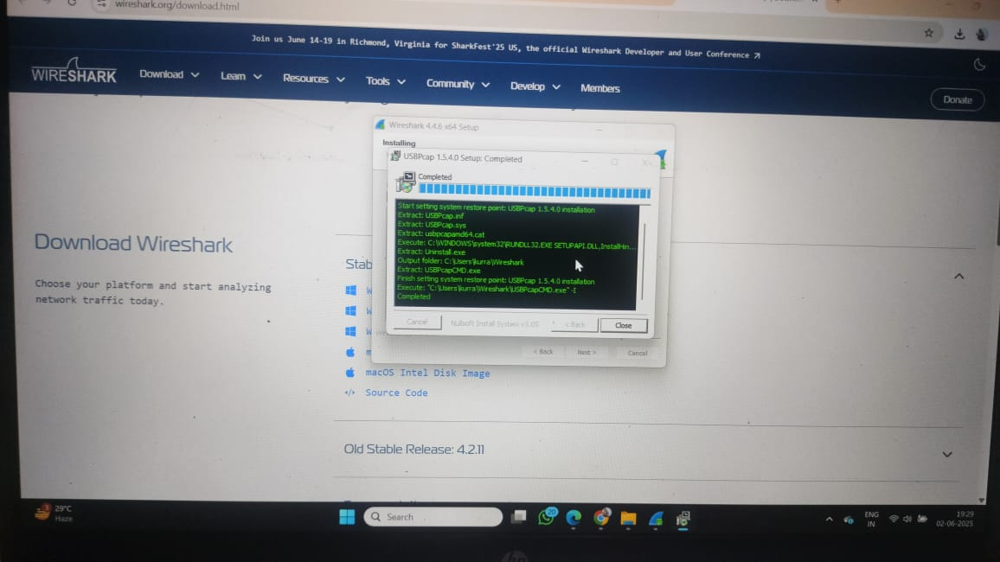 wireshark.org/download.html
Join us June 14-19 in Richmond, Virginia for SharkFest'25 US, the official Wireshark Developer and User Conference
WIRESHARK
Download
Learn
Resources
Tools
Community
Develop
Members
Donate
Wireshark 4.4.6 x64 Setup
Installing
USBPcap 1.5.4.0 Setup: Completed
Completed
Start setting system restore point: USBPcap 1.5.4.0 installation
Extract: USBPcap.inf
Extract: USBPcap.sys
Extract: usbpcapamd64.cat
Execute: C:\WINDOWS\system32\RUNDLL32.EXE SETUPAPI.DLL,InstallHin...
Extract: Uninstall.exe
Output folder: C:\Users\kurra\Wireshark
Extract: USBPcapCMD.exe
Finish setting system restore point: USBPcap 1.5.4.0 installation
Execute: "C:\Users\kurra\Wireshark\USBPcapCMD.exe" -I
Completed
Cancel
Nullsoft Install System v3.05
< Back
Close
< Back
Next >
Cancel
Download Wireshark
Choose your platform and start analyzing
network traffic today.
Stab
W
W
W
m
macOS Intel Disk Image
</> Source Code
Old Stable Release: 4.2.11
29°C
Haze
Search
20
ENG
IN
19:29
02-06-2025
hp